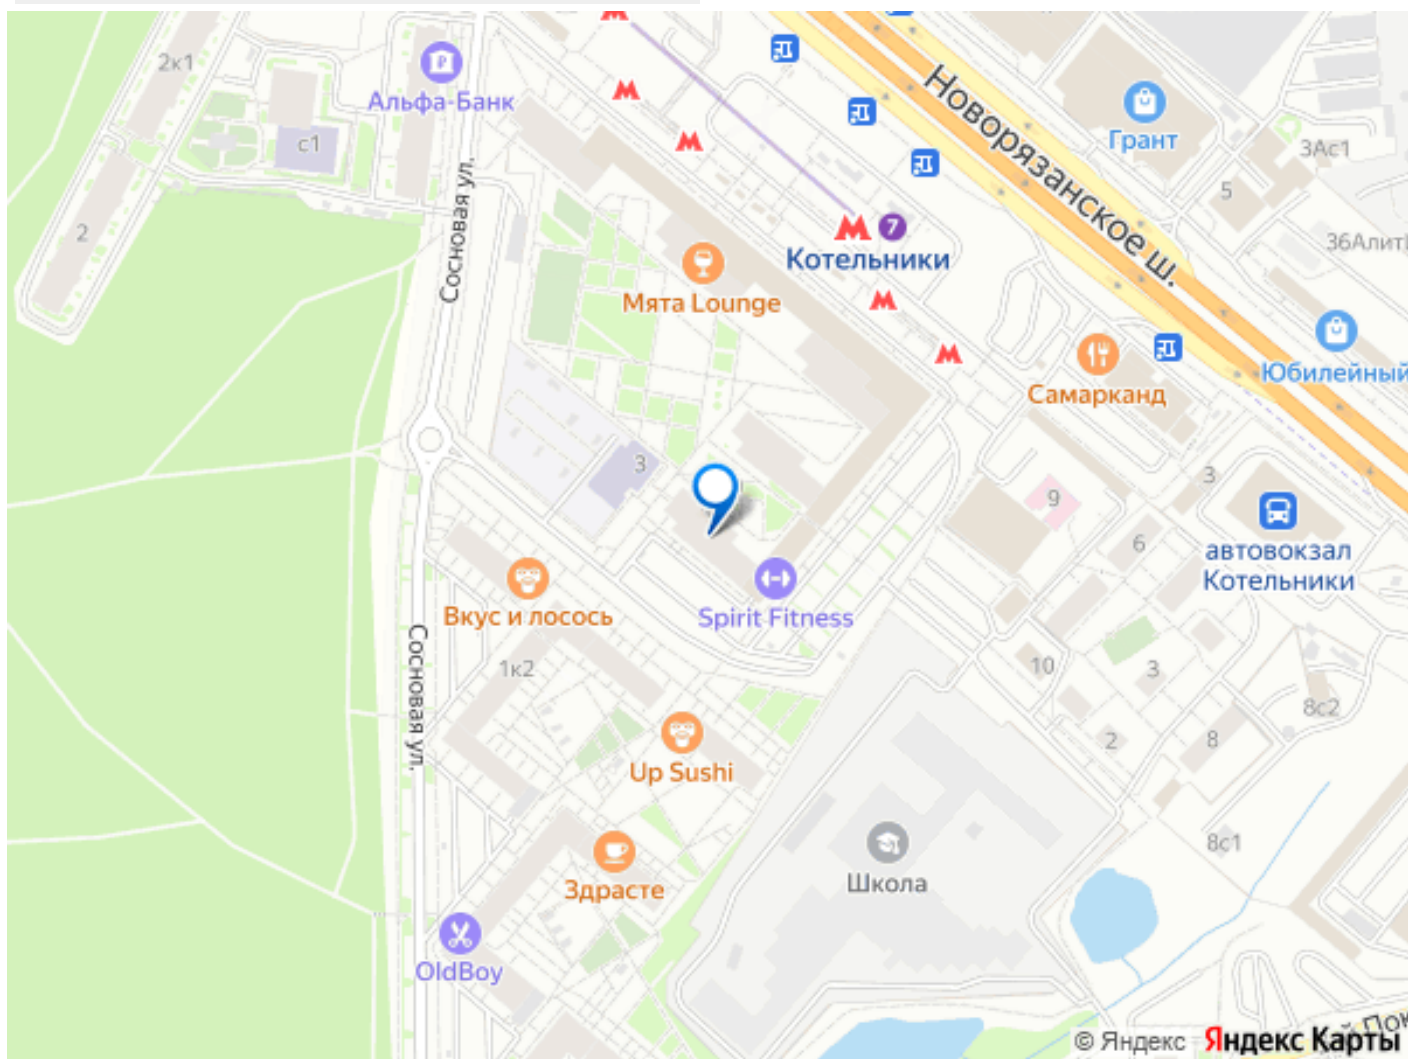 2к1
Альфа-Банк
с1
2
Сосновая ул.
Новорязанское ш.
Грант
3Ас1
5
7
Котельники
Мята Lounge
Самарканд
Юбилейный
3
3
9
6
автовокзал
Котельники
Вкус и лосось
Spirit Fitness
Сосновая ул.
1к2
10
3
8с2
2
8
Up Sushi
8с1
Здрасте
Школа
OldBoy
© Яндекс Яндекс Карты